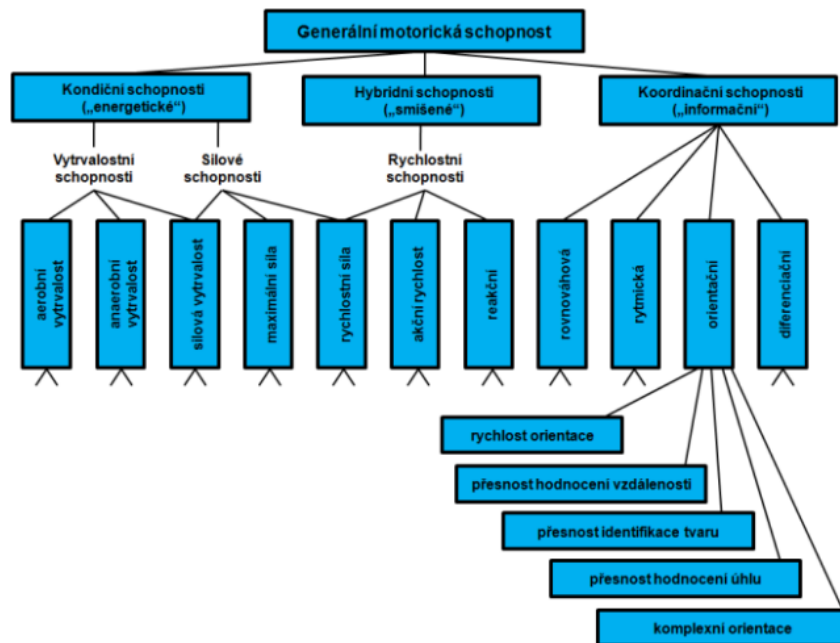 Generální motorická schopnost
Kondiční schopnosti
(„energetické“)
Hybridní schopnosti
(„smíšené“)
Koordinační schopnosti
(„informační“)
Vytrvalostní
schopnosti
Silové
schopnosti
Rychlostní
schopnosti
aerobní
vytrvalost
anaerobní
vytrvalost
silová vytrvalost
maximální síla
rychlostní síla
akční rychlost
reakční
rovnováhová
rytmická
orientační
diferenciační
rychlost orientace
přesnost hodnocení vzdáleností
přesnost identifikace tvaru
přesnost hodnocení úhlu
komplexní orientace